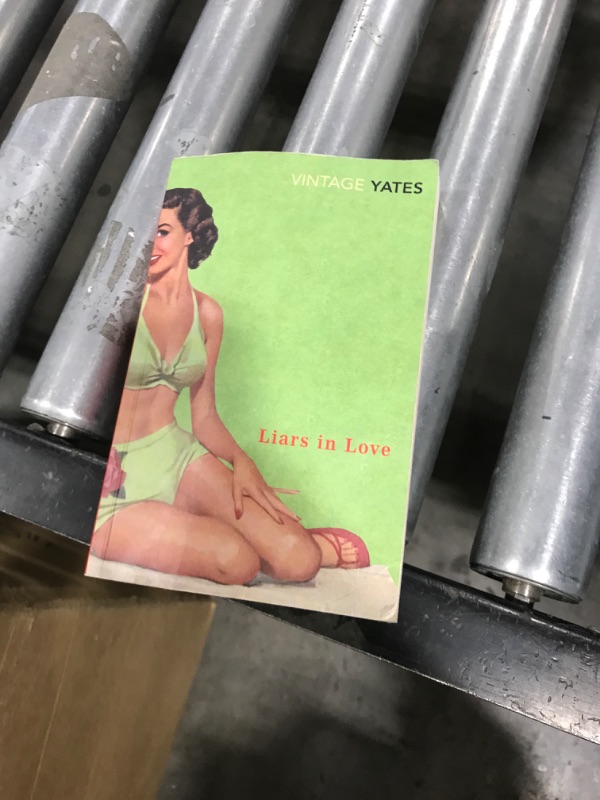 VINTAGE YATES
Liars in Love